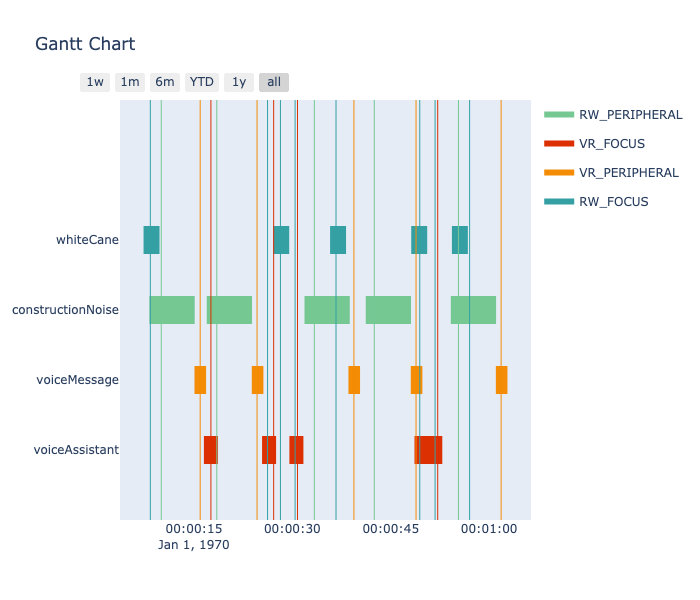 Gantt Chart
1w 1m 6m YTD 1y all
RW_PERIPHERAL
VR_FOCUS
VR_PERIPHERAL
RW_FOCUS
whiteCane
constructionNoise
voiceMessage
voiceAssistant
00:00:15 00:00:30 00:00:45 00:01:00
Jan 1, 1970